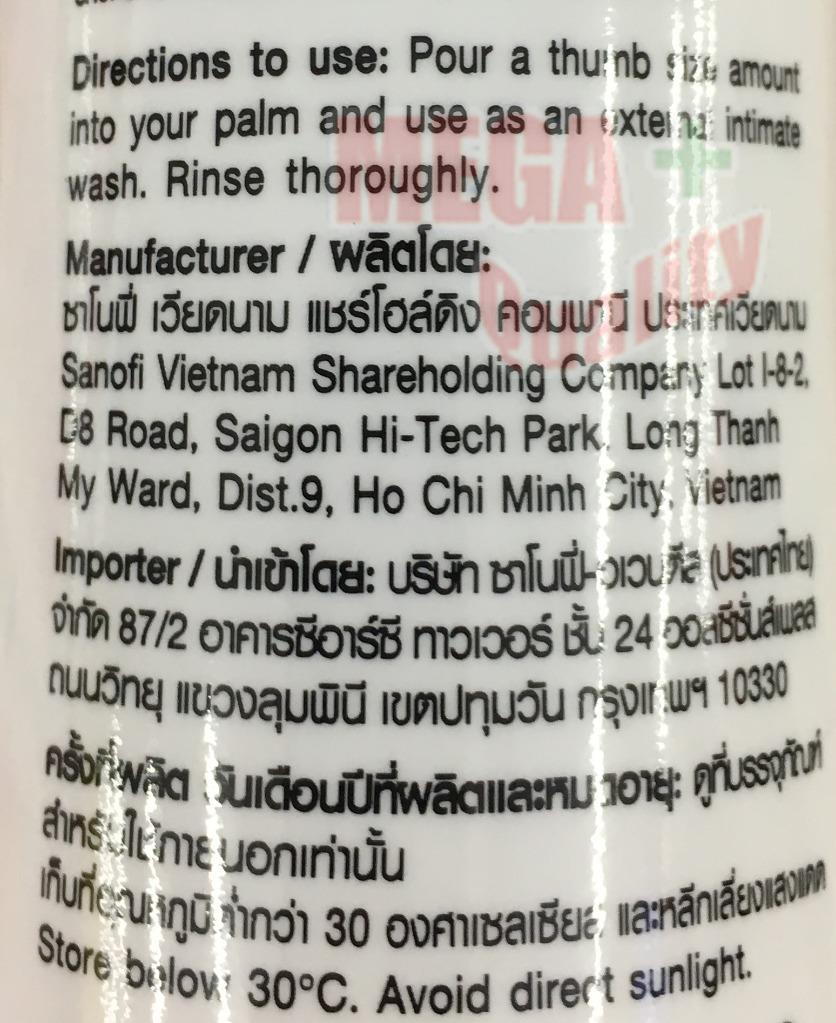 Directions to use: Pour a thumb size amount
into your palm and use as an external intimate
wash. Rinse thoroughly.
MEGA +
Quality
Manufacturer / ผลิตโดย:
ซาโนฟี่ เวียดนาม แชร์โฮล์ดิง คอมพานี ประเทศเวียดนาม
Sanofi Vietnam Shareholding Company Lot I-8-2,
D8 Road, Saigon Hi-Tech Park, Long Thanh
My Ward, Dist.9, Ho Chi Minh City, Vietnam
Importer / นำเข้าโดย: บริษัท ซาโนฟี่-อเวนตีส (ประเทศไทย)
จำกัด 87/2 อาคารซีอาร์ซี ทาวเวอร์ ชั้น 24 ออลซีซั่นส์เพลส
ถนนวิทยุ แขวงลุมพินี เขตปทุมวัน กรุงเทพฯ 10330
ครั้งที่ผลิต วันเดือนปีที่ผลิตและหมดอายุ: ดูที่บรรจุภัณฑ์
สำหรับใช้ภายนอกเท่านั้น
เก็บที่อุณหภูมิต่ำกว่า 30 องศาเซลเซียส และหลีกเลี่ยงแสงแดด
Store below 30°C. Avoid direct sunlight.